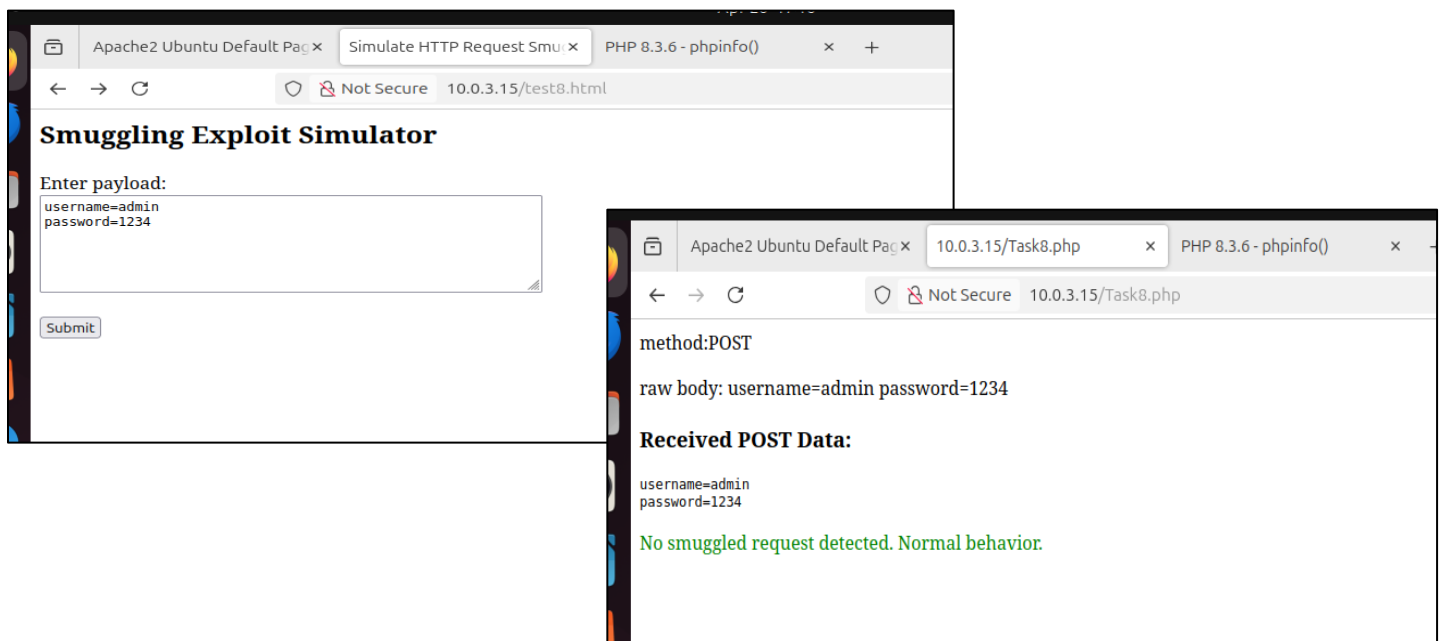 Apache2 Ubuntu Default Pag
Simulate HTTP Request Smu
PHP 8.3.6 - phpinfo()
Not Secure 10.0.3.15/test8.html
Smuggling Exploit Simulator
Enter payload:
username=admin
password=1234
Submit
Apache2 Ubuntu Default Pag
10.0.3.15/Task8.php
PHP 8.3.6 - phpinfo()
Not Secure 10.0.3.15/Task8.php
method:POST
raw body: username=admin password=1234
Received POST Data:
username=admin
password=1234
No smuggled request detected. Normal behavior.